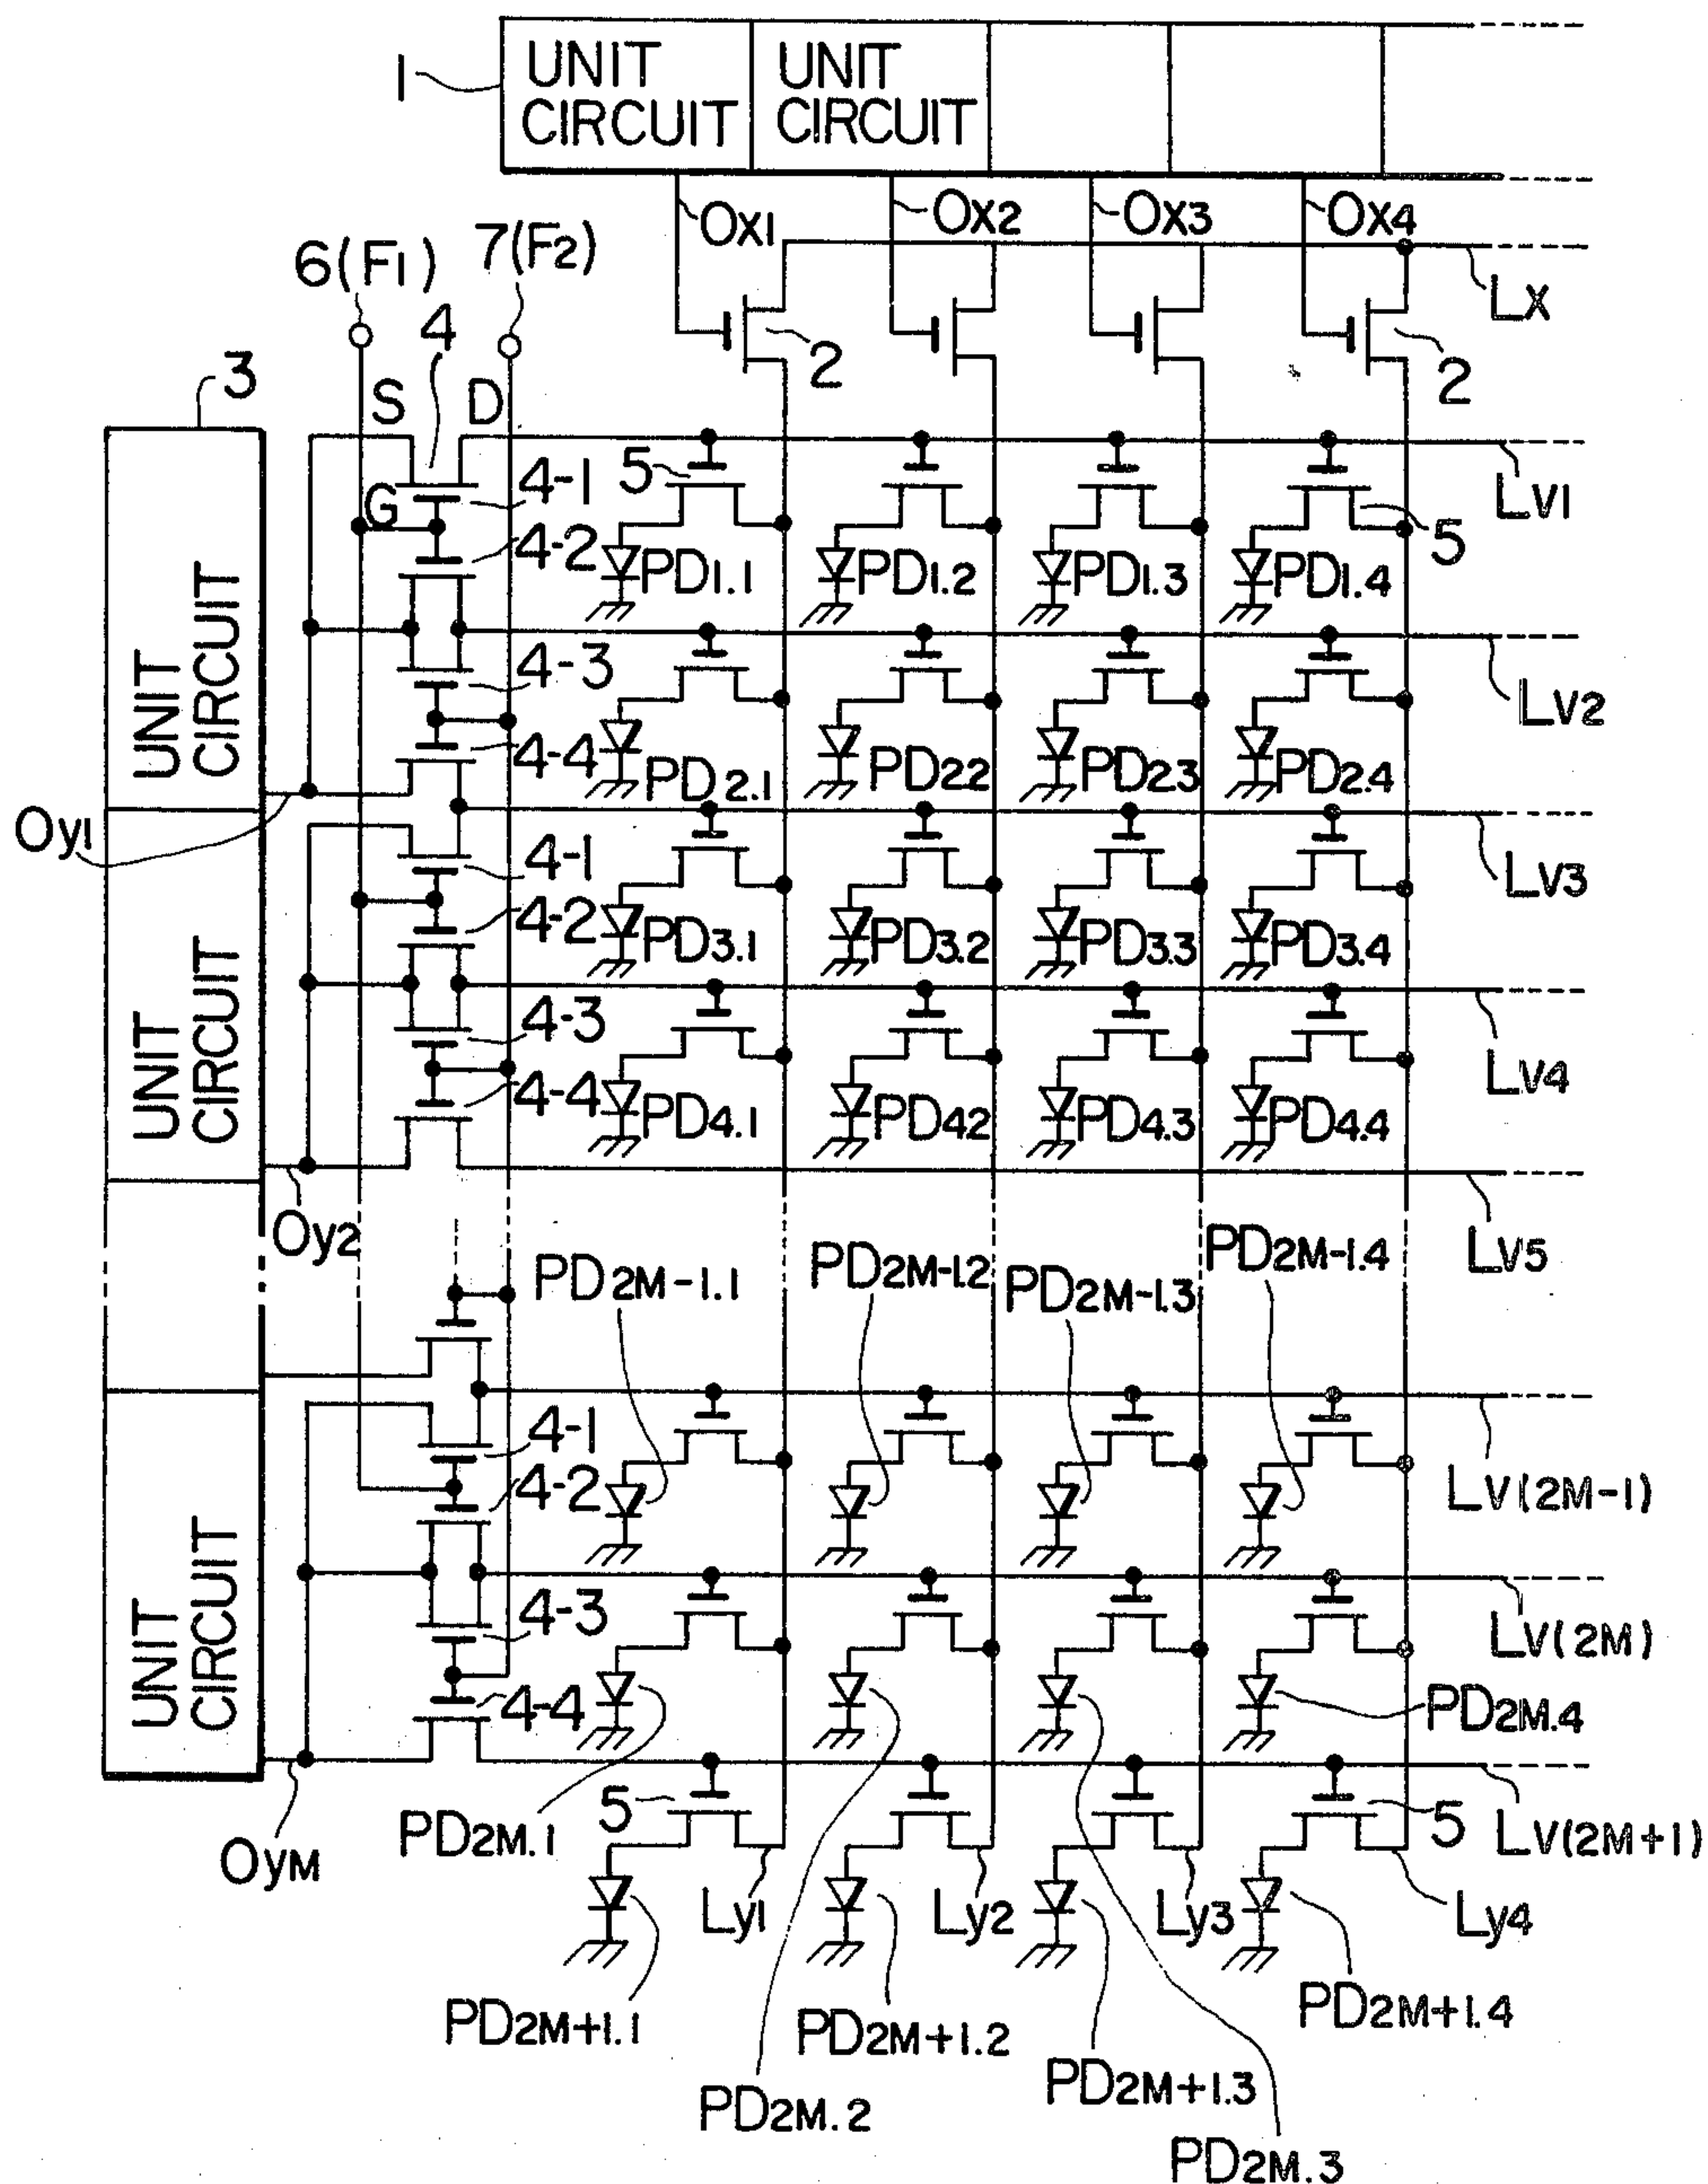 1
UNIT CIRCUIT
UNIT CIRCUIT
Ox1
Ox2
Ox3
Ox4
6(F1)
7(F2)
Lx
4
2
2
3
S
D
5
4-1
G
Lv1
4-2
5
PD1.1
PD1.2
PD1.3
PD1.4
UNIT CIRCUIT
4-3
Lv2
4-4
PD2.1
PD22
PD2.3
PD2.4
Oy1
4-1
Lv3
4-2
PD3.1
PD3.2
PD3.3
PD3.4
UNIT CIRCUIT
4-3
Lv4
4-4
PD4.1
PD42
PD4.3
PD4.4
Oy2
Lv5
PD2M-1.1
PD2M-1.2
PD2M-1.3
PD2M-1.4
4-1
4-2
Lv(2M-1)
UNIT CIRCUIT
4-3
Lv(2M)
4-4
PD2M.4
5
5
PD2M.1
Lv(2M+1)
OyM
Ly1
Ly2
Ly3
Ly4
PD2M+1.1
PD2M+1.2
PD2M+1.3
PD2M+1.4
PD2M.2
PD2M.3